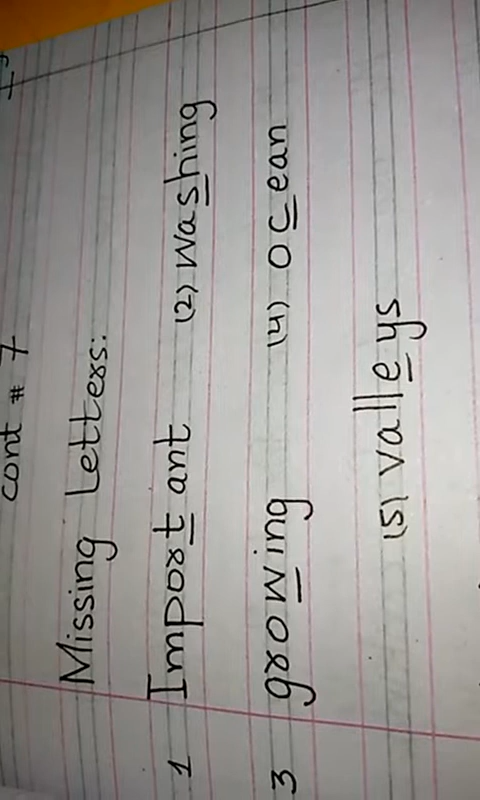 cont # 7
Missing Letters:
1 Important (2) Washing
3 growing (4) Ocean
(5) Valleys